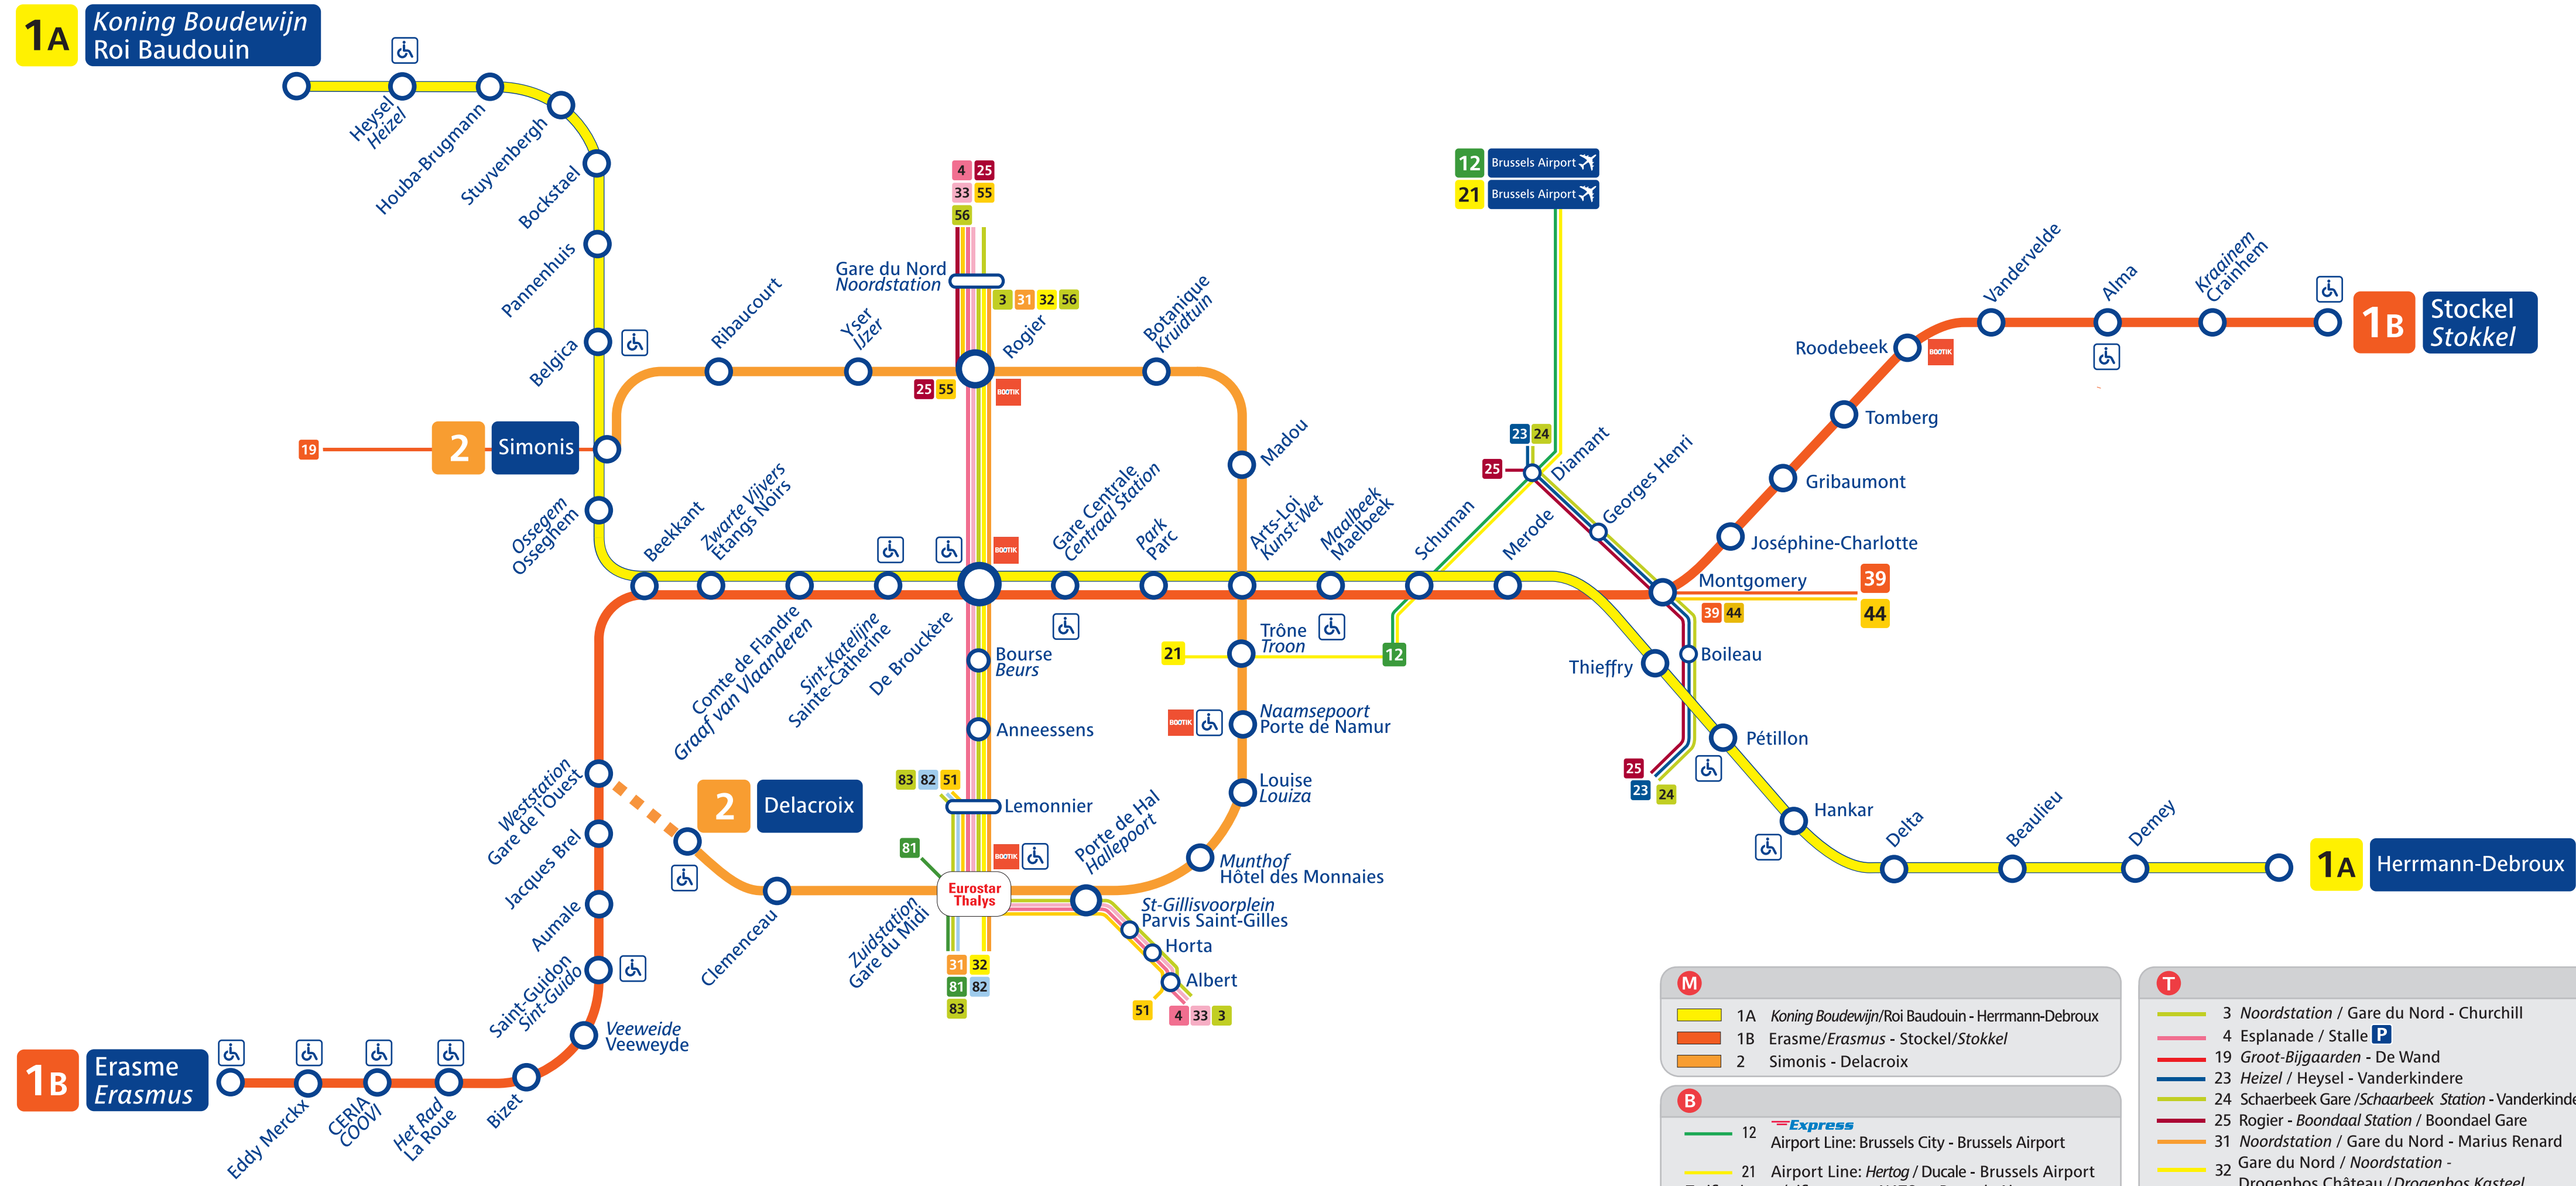 1A
Koning Boudewijn
Roi Baudouin
Heysel
Heizel
Houba-Brugmann
Stuyvenbergh
Bockstael
Pannenhuis
Belgica
19
2
Simonis
Ossegem
Osseghem
Ribaucourt
Yser
IJzer
4 25
33 55
56
Gare du Nord
Noordstation
3 31 32 56
Rogier
25 55
BOOTIK
Botanique
Kruidtuin
Madou
12 Brussels Airport
21 Brussels Airport
23 24
25
Diamant
Georges Henri
Beekkant
Zwarte Vijvers
Etangs Noirs
Comte de Flandre
Graaf van Vlaanderen
Sint-Katelijne
Sainte-Catherine
De Brouckère
BOOTIK
Gare Centrale
Centraal Station
Park
Parc
Arts-Loi
Kunst-Wet
Maalbeek
Maelbeek
Schuman
Merode
Montgomery
39
44
39 44
Joséphine-Charlotte
Gribaumont
Tomberg
Roodebeek
BOOTIK
Vandervelde
Alma
Kraainem
Crainhem
1B
Stockel
Stokkel
Bourse
Beurs
Anneessens
83 82 51
Lemonnier
21
Trône
Troon
12
BOOTIK
Naamsepoort
Porte de Namur
Louise
Louiza
Munthof
Hôtel des Monnaies
Porte de Hal
Hallepoort
St-Gillisvoorplein
Parvis Saint-Gilles
Horta
Albert
51
4 33 3
81
BOOTIK
Eurostar
Thalys
Zuidstation
Gare du Midi
31 32
81 82
83
Clemenceau
2
Delacroix
Weststation
Gare de l'Ouest
Jacques Brel
Aumale
Saint-Guidon
Sint-Guido
Veeweide
Veeweyde
Bizet
Het Rad
La Roue
CERIA
COOVI
Eddy Merckx
1B
Erasme
Erasmus
Thieffry
Boileau
25
23 24
Pétillon
Hankar
Delta
Beaulieu
Demey
1A
Herrmann-Debroux
M
1A Koning Boudewijn/Roi Baudouin - Herrmann-Debroux
1B Erasme/Erasmus - Stockel/Stokkel
2 Simonis - Delacroix
B
12 Express
Airport Line: Brussels City - Brussels Airport
21 Airport Line: Hertog / Ducale - Brussels Airport
T
3 Noordstation / Gare du Nord - Churchill
4 Esplanade / Stalle P
19 Groot-Bijgaarden - De Wand
23 Heizel / Heysel - Vanderkindere
24 Schaerbeek Gare /Schaarbeek Station - Vanderkinde
25 Rogier - Boondaal Station / Boondael Gare
31 Noordstation / Gare du Nord - Marius Renard
32 Gare du Nord / Noordstation -
Drogenbos Château / Drogenbos Kasteel